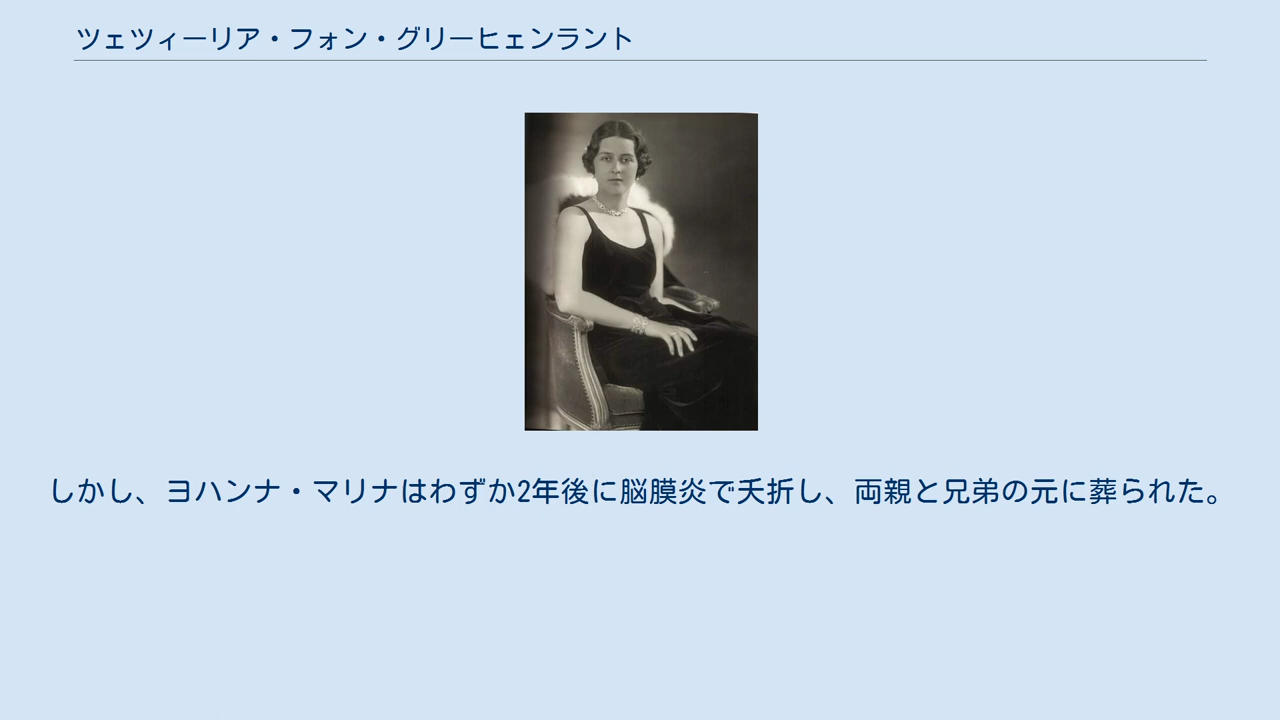 ツェツィーリア・フォン・グリーヒェンラント
しかし、ヨハンナ・マリナはわずか2年後に脳膜炎で夭折し、両親と兄弟の元に葬られた。